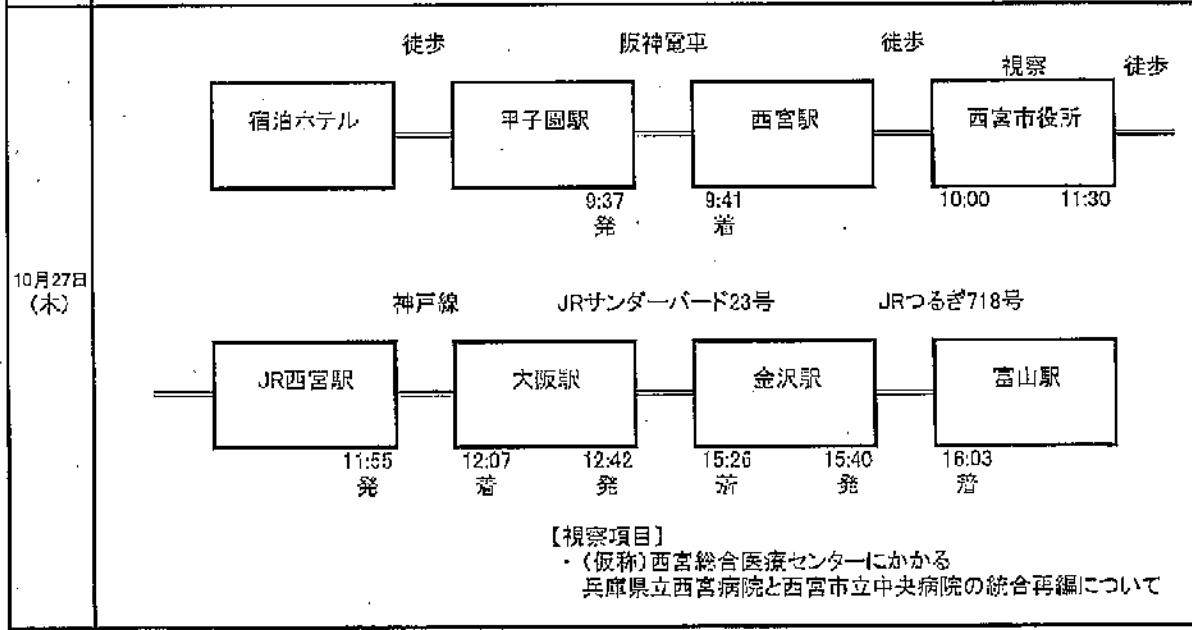 徒歩 阪神電車 徒歩 視察 徒歩
宿泊ホテル 甲子園駅 西宮駅 西宮市役所
9:37 9:41 10:00 11:30
発 着
10月27日
(木)
神戸線 JRサンダーバード23号 JRつるぎ718号
JR西宮駅 大阪駅 金沢駅 富山駅
11:55 12:07 12:42 15:26 15:40 16:03
発 着 発 着 発 着
【視察項目】
・(仮称)西宮総合医療センターにかかる
兵庫県立西宮病院と西宮市立中央病院の統合再編について